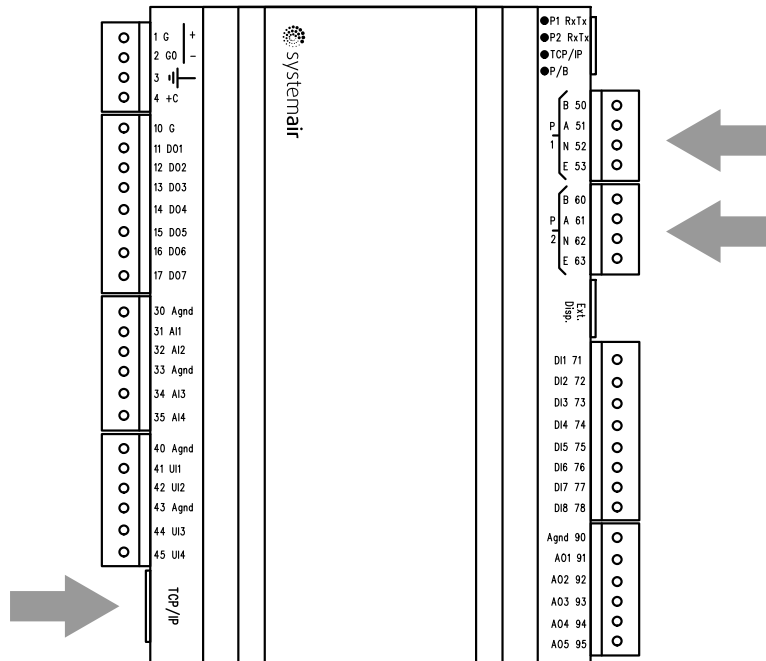 1 G +
2 G0 −
3
4 +C
10 G
11 DO1
12 DO2
13 DO3
14 DO4
15 DO5
16 DO6
17 DO7
30 Agnd
31 AI1
32 AI2
33 Agnd
34 AI3
35 AI4
40 Agnd
41 UI1
42 UI2
43 Agnd
44 UI3
45 UI4
TCP/IP
systemair
P1 RxTx
P2 RxTx
TCP/IP
P/B
P1
B 50
A 51
N 52
E 53
P2
B 60
A 61
N 62
E 63
Ext.
Disp.
DI1 71
DI2 72
DI3 73
DI4 74
DI5 75
DI6 76
DI7 77
DI8 78
Agnd 90
AO1 91
AO2 92
AO3 93
AO4 94
AO5 95